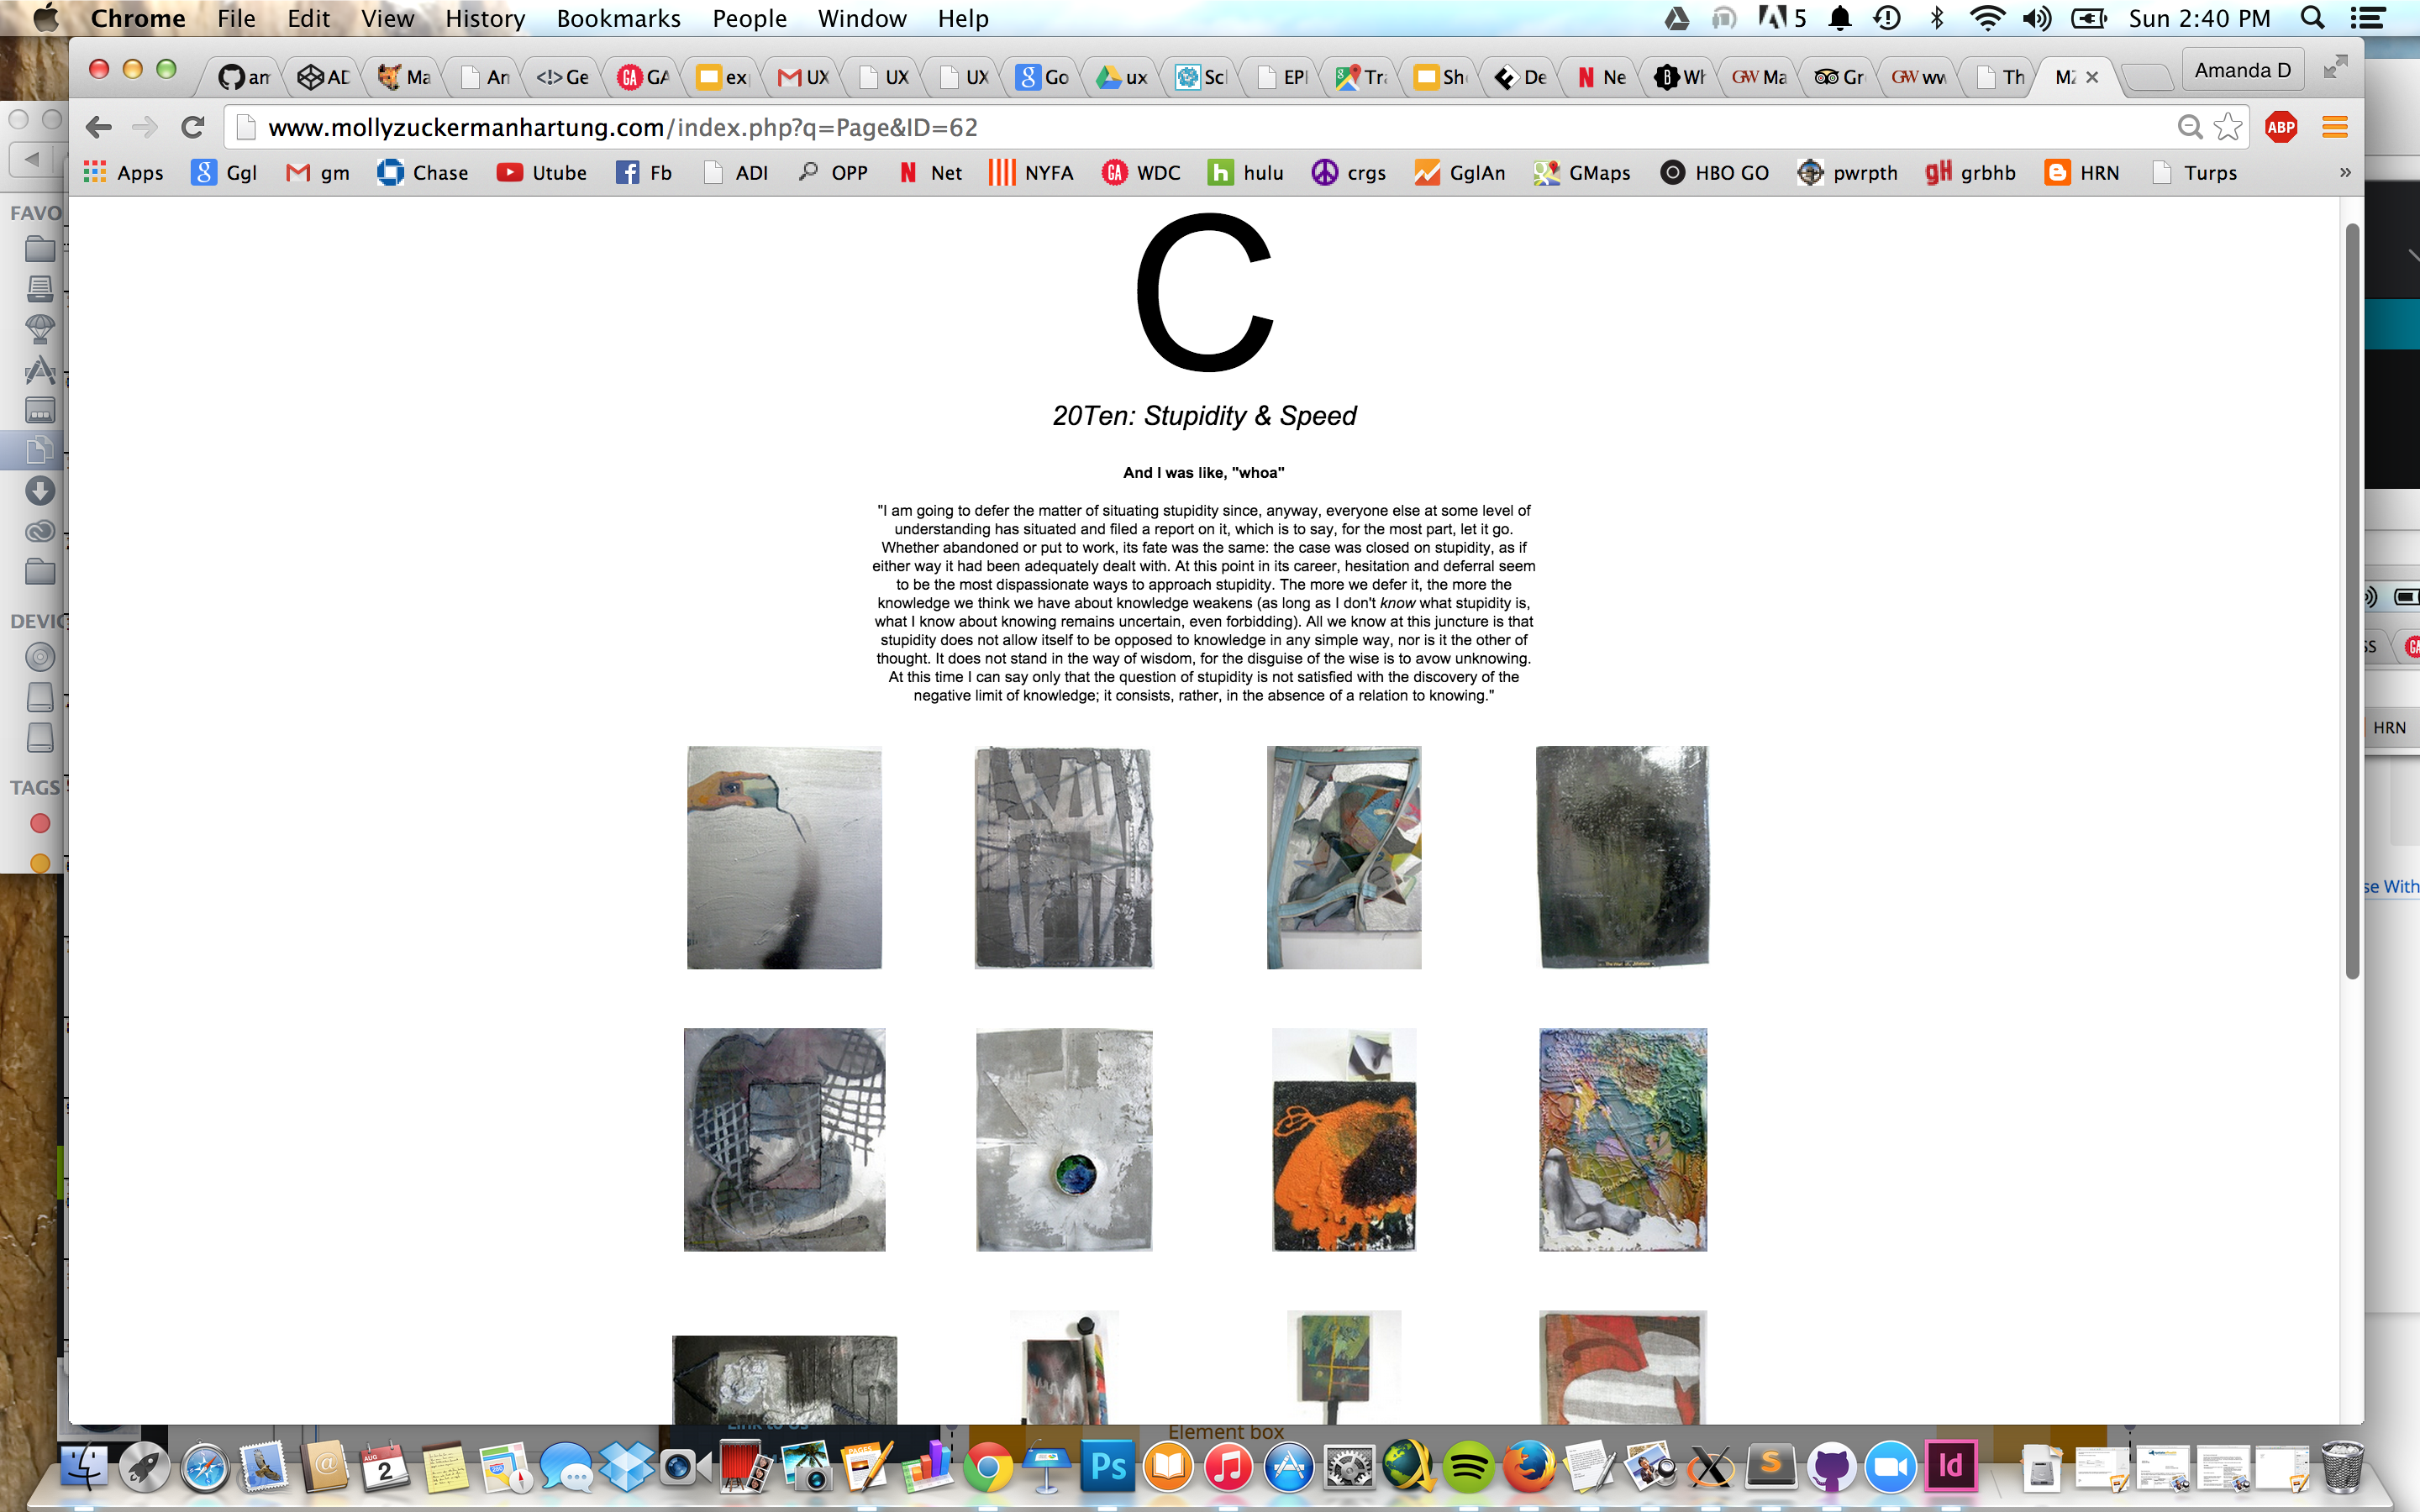 Chrome File Edit View History Bookmarks People Window Help
5 Sun 2:40 PM
an AD Ma An Ge GA ex UX UX UX Go ux Scl EPI Tra Sh De Ne Wh Ma Gr ww Th MZ Amanda D
www.mollyzuckermanhartung.com/index.php?q=Page&ID=62
ABP
Apps Ggl gm Chase Utube Fb ADI OPP Net NYFA WDC hulu crgs GglAn GMaps HBO GO pwrpth grbhb HRN Turps »
FAVO
DEVIC
TAGS
C
20Ten: Stupidity & Speed
And I was like, "whoa"
"I am going to defer the matter of situating stupidity since, anyway, everyone else at some level of
understanding has situated and filed a report on it, which is to say, for the most part, let it go.
Whether abandoned or put to work, its fate was the same: the case was closed on stupidity, as if
either way it had been adequately dealt with. At this point in its career, hesitation and deferral seem
to be the most dispassionate ways to approach stupidity. The more we defer it, the more the
knowledge we think we have about knowledge weakens (as long as I don't know what stupidity is,
what I know about knowing remains uncertain, even forbidding). All we know at this juncture is that
stupidity does not allow itself to be opposed to knowledge in any simple way, nor is it the other of
thought. It does not stand in the way of wisdom, for the disguise of the wise is to avow unknowing.
At this time I can say only that the question of stupidity is not satisfied with the discovery of the
negative limit of knowledge; it consists, rather, in the absence of a relation to knowing."
SS
HRN
se With
Element box
AUG
2
PAGES
Ps
S
Id